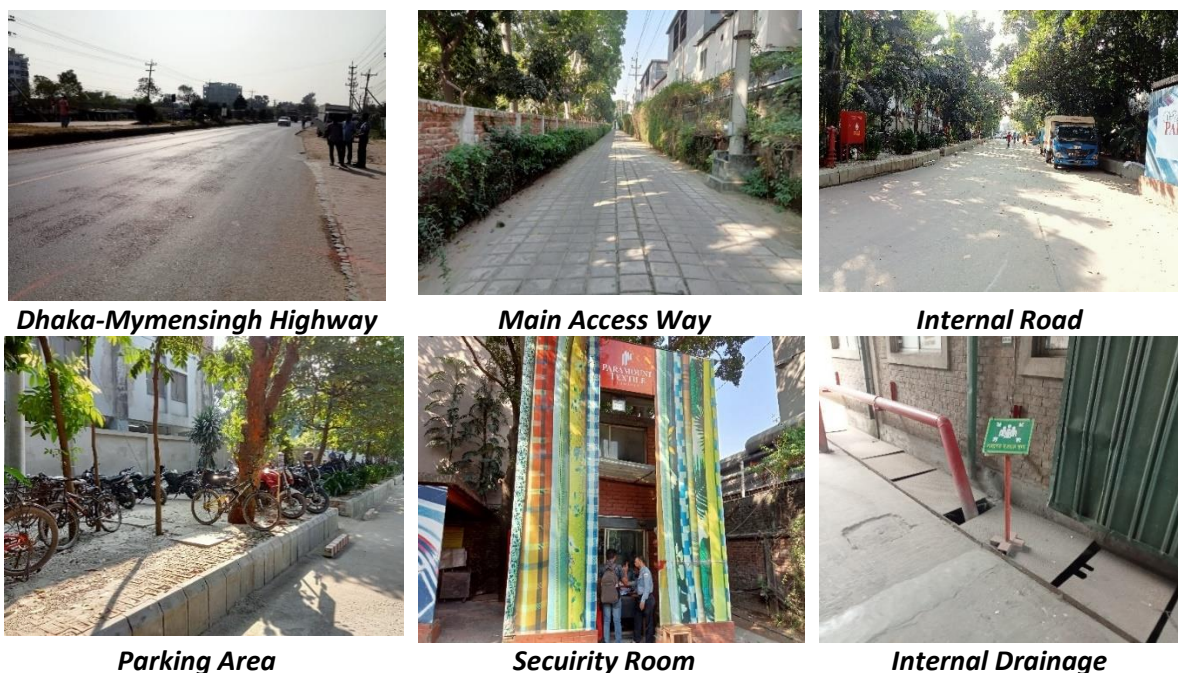 Dhaka-Mymensingh Highway
Main Access Way
Internal Road
PARAMOUNT
TEXTILE
Parking Area
Secuirity Room
Internal Drainage